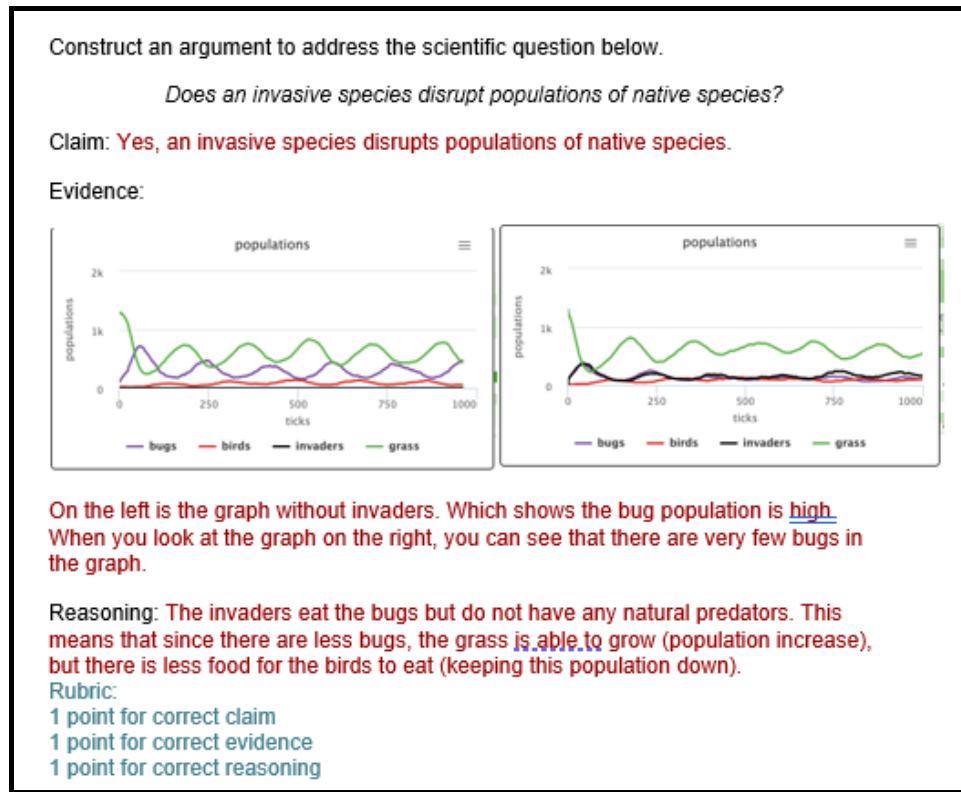 Construct an argument to address the scientific question below.
Does an invasive species disrupt populations of native species?
Claim: Yes, an invasive species disrupts populations of native species.
Evidence:
populations
2k
1k
0
populations
0
250
500
750
1000
ticks
bugs
birds
invaders
grass
populations
2k
1k
0
populations
0
250
500
750
1000
ticks
bugs
birds
invaders
grass
On the left is the graph without invaders. Which shows the bug population is high.
When you look at the graph on the right, you can see that there are very few bugs in
the graph.
Reasoning: The invaders eat the bugs but do not have any natural predators. This
means that since there are less bugs, the grass is able to grow (population increase),
but there is less food for the birds to eat (keeping this population down).
Rubric:
1 point for correct claim
1 point for correct evidence
1 point for correct reasoning